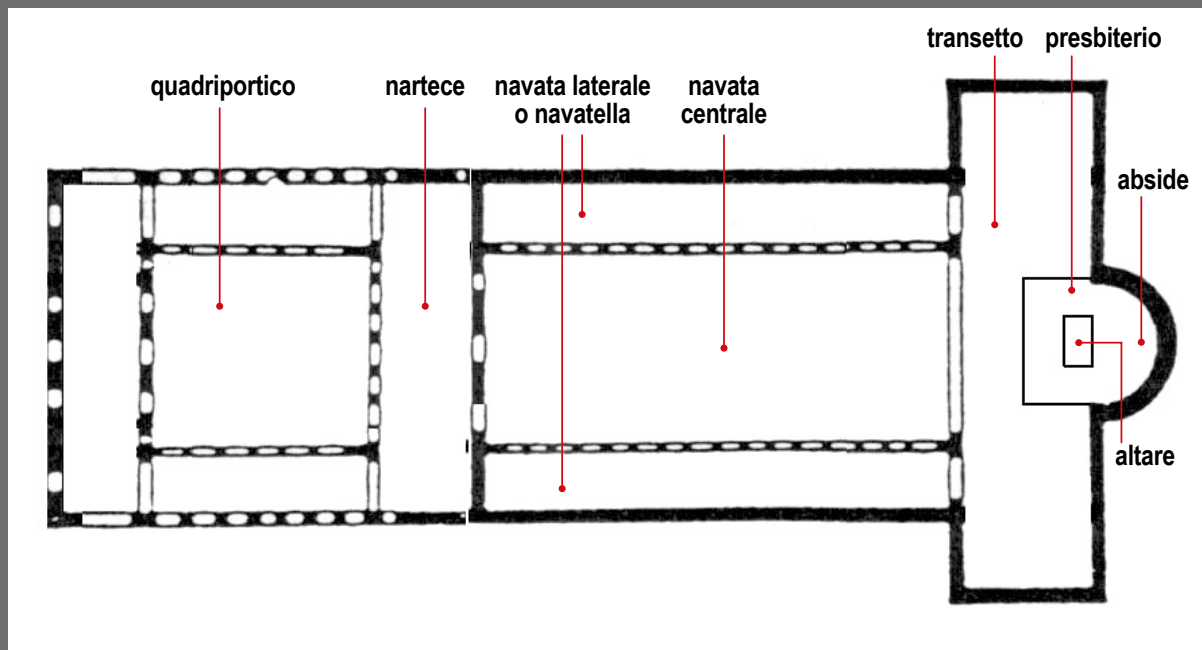 transetto
presbiterio
quadriportico
nartece
navata laterale
o navatella
navata
centrale
abside
altare